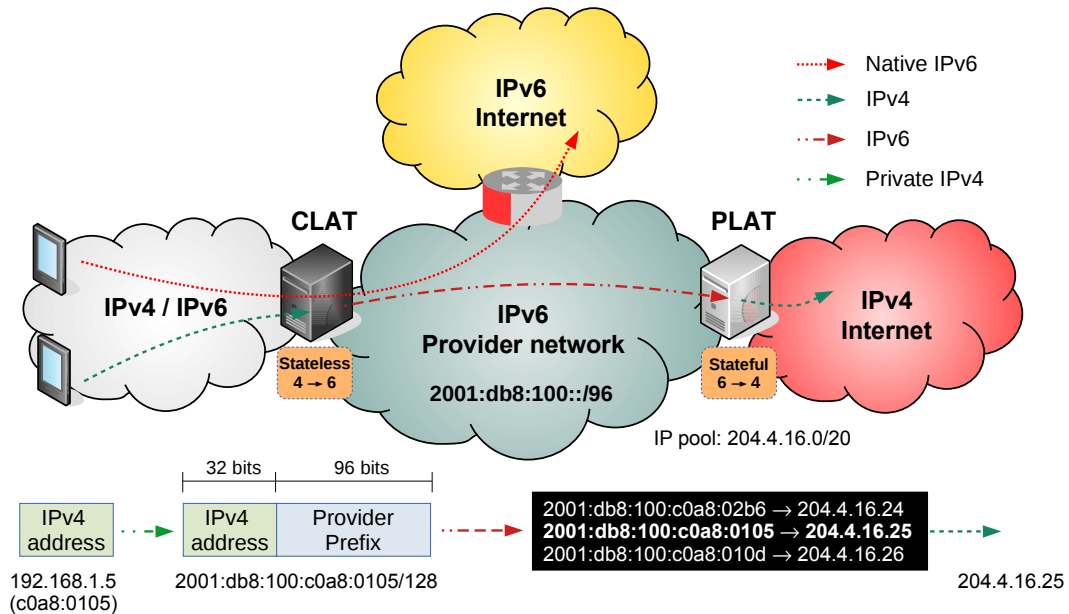 IPv6
Internet
Native IPv6
IPv4
IPv6
Private IPv4
CLAT
PLAT
IPv4 / IPv6
IPv6
Provider network
2001:db8:100::/96
IPv4
Internet
Stateless
4 → 6
Stateful
6 → 4
IP pool: 204.4.16.0/20
32 bits
96 bits
IPv4
address
IPv4
address
Provider
Prefix
2001:db8:100:c0a8:02b6 → 204.4.16.24
2001:db8:100:c0a8:0105 → 204.4.16.25
2001:db8:100:c0a8:010d → 204.4.16.26
192.168.1.5
(c0a8:0105)
2001:db8:100:c0a8:0105/128
204.4.16.25